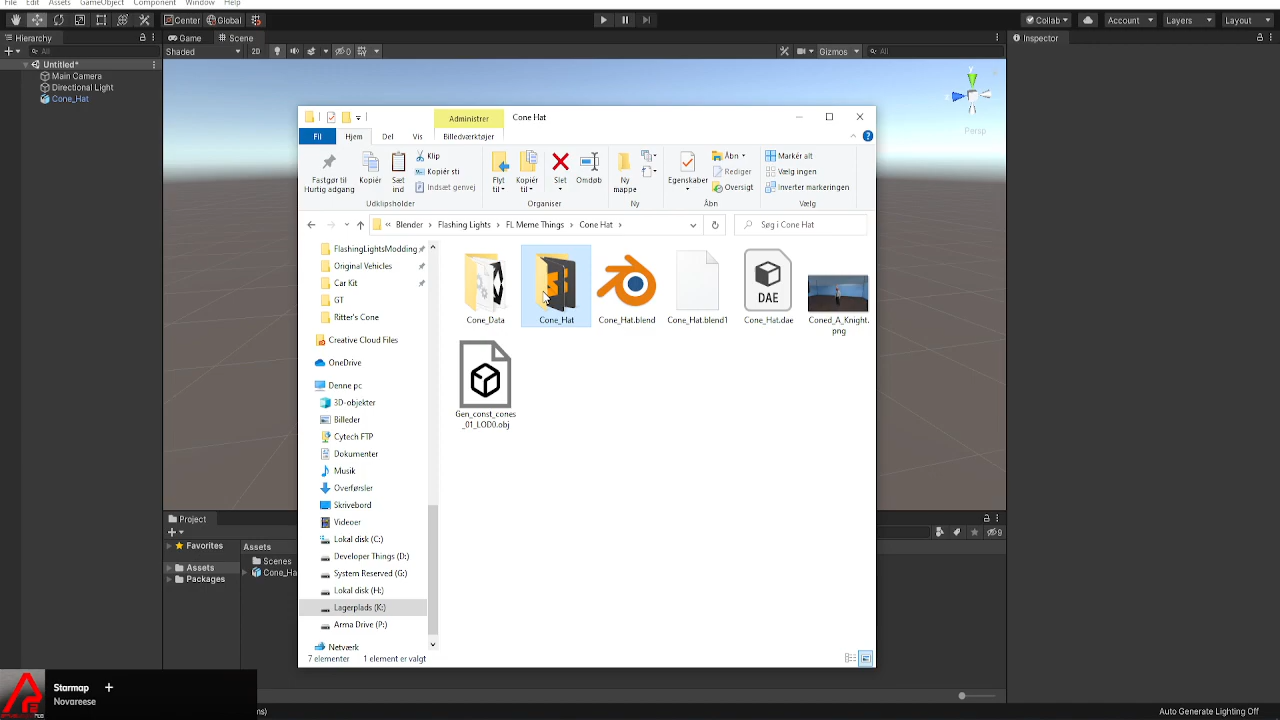 File Edit Assets GameObject Component Window Help
Center Global
Collab
Account
Layers
Layout
Hierarchy
Game
Scene
Inspector
All
Shaded
2D
0
Gizmos
All
Untitled*
Main Camera
Directional Light
Cone_Hat
y
x
Persp
Administrer
Cone Hat
Fil
Hjem
Del
Vis
Billedværktøjer
Fastgør til
Hurtig adgang
Kopiér
Sæt
ind
Klip
Kopiér sti
Indsæt genvej
Flyt
til
Kopiér
til
Slet
Omdøb
Ny
mappe
Egenskaber
Åbn
Rediger
Oversigt
Markér alt
Vælg ingen
Inverter markeringen
Udklipsholder
Organiser
Ny
Åbn
Vælg
« Blender > Flashing Lights > FL Meme Things > Cone Hat >
Søg i Cone Hat
FlashingLightsModding
Original Vehicles
Car Kit
GT
Ritter's Cone
Creative Cloud Files
OneDrive
Denne pc
3D-objekter
Billeder
Cytech FTP
Dokumenter
Musik
Overførsler
Skrivebord
Videoer
Lokal disk (C:)
Developer Things (D:)
System Reserved (G:)
Lokal disk (H:)
Lagerplads (K:)
Arma Drive (P:)
Netværk
DAE
Cone_Data
Cone_Hat
Cone_Hat.blend
Cone_Hat.blend1
Cone_Hat.dae
Coned_A_Knight.
png
Gen_const_cones
_01_LOD0.obj
7 elementer
1 element er valgt
Project
9
Favorites
Assets
Packages
Assets
Scenes
Cone_Ha
Starmap
Novareese
Auto Generate Lighting Off